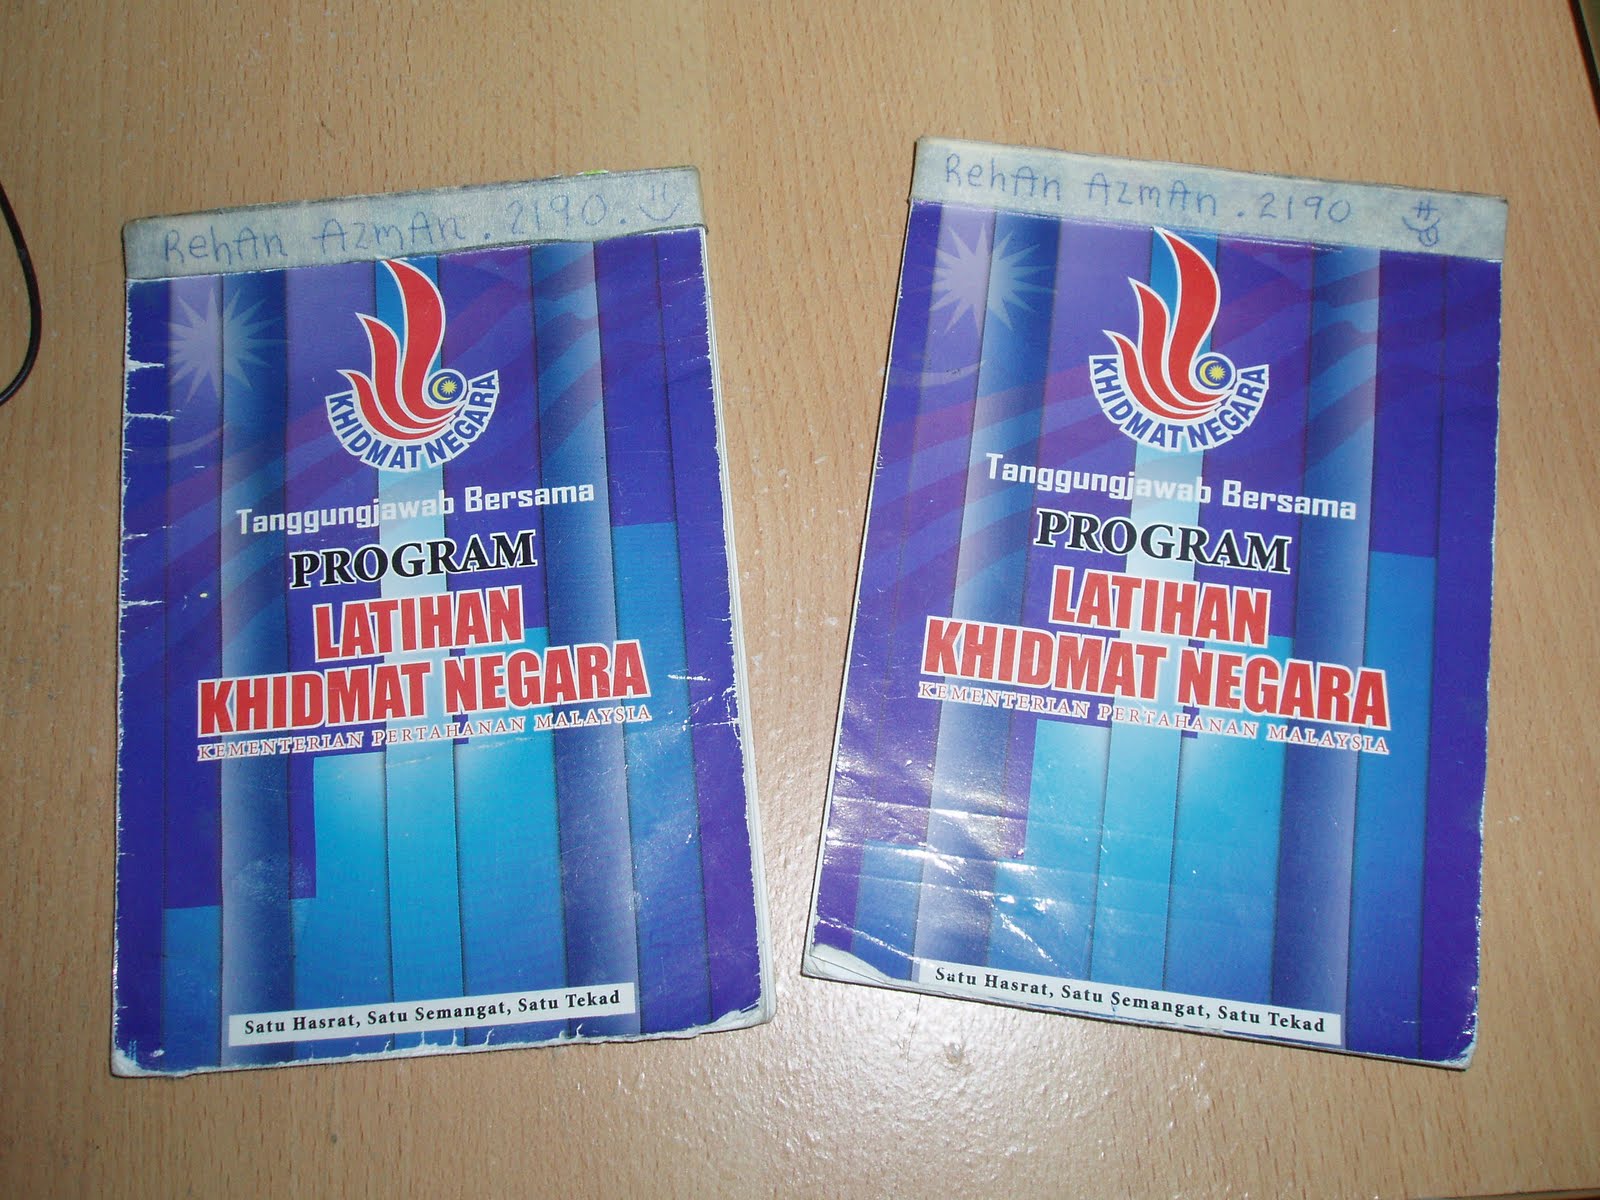 RehAn AzmAn . 2190.
KHIDMAT NEGARA
Tanggungjawab Bersama
PROGRAM
LATIHAN
KHIDMAT NEGARA
KEMENTERIAN PERTAHANAN MALAYSIA
Satu Hasrat, Satu Semangat, Satu Tekad
RehAn AzmAn . 2190
KHIDMAT NEGARA
Tanggungjawab Bersama
PROGRAM
LATIHAN
KHIDMAT NEGARA
KEMENTERIAN PERTAHANAN MALAYSIA
Satu Hasrat, Satu Semangat, Satu Tekad